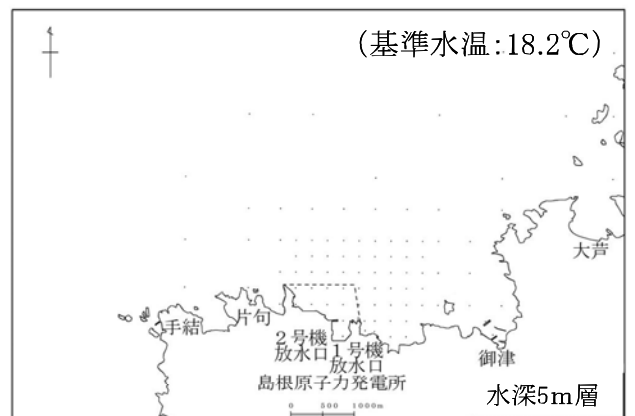 (基準水温:18.2℃)
大芦
手結
片句
2号機
放水口
1号機
放水口
御津
島根原子力発電所
0 500 1000m
水深5m層